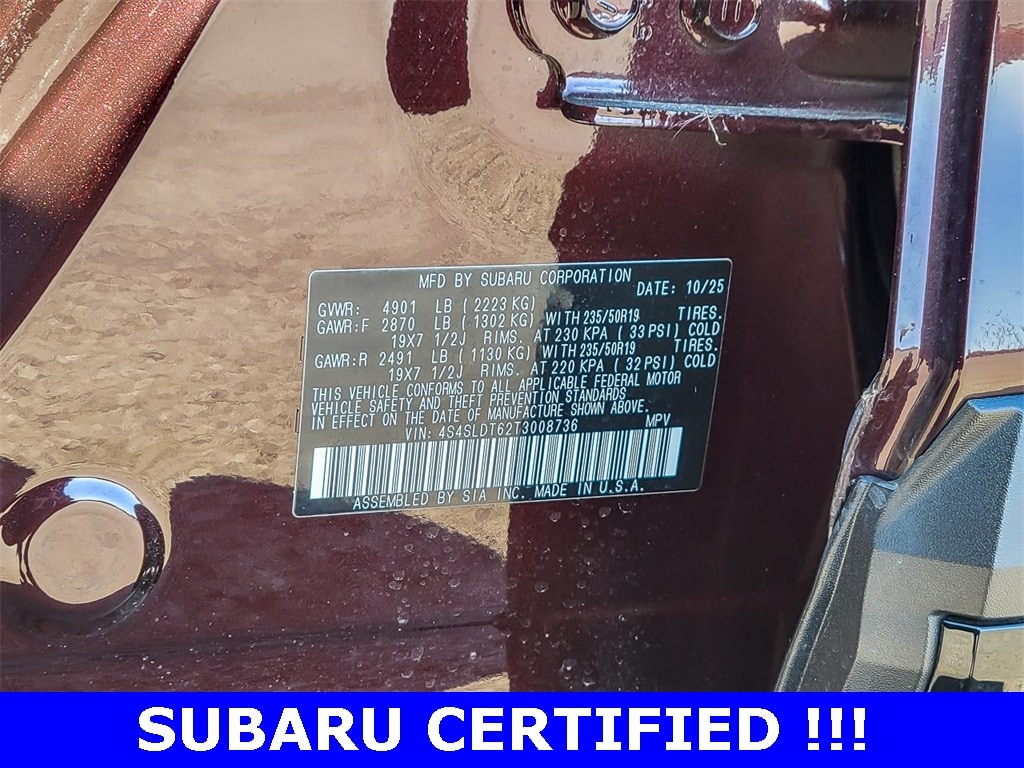 MFD BY SUBARU CORPORATION
DATE: 10/25
GVWR: 4901 LB ( 2223 KG)
GAWR:F 2870 LB ( 1302 KG) WITH 235/50R19 TIRES.
19X7 1/2J RIMS. AT 230 KPA ( 33 PSI) COLD
GAWR:R 2491 LB ( 1130 KG) WITH 235/50R19 TIRES.
19X7 1/2J RIMS. AT 220 KPA ( 32 PSI) COLD
THIS VEHICLE CONFORMS TO ALL APPLICABLE FEDERAL MOTOR
VEHICLE SAFETY AND THEFT PREVENTION STANDARDS
IN EFFECT ON THE DATE OF MANUFACTURE SHOWN ABOVE.
VIN: 4S4SLDT62T3008736 MPV
ASSEMBLED BY SIA INC. MADE IN U.S.A.
SUBARU CERTIFIED !!!